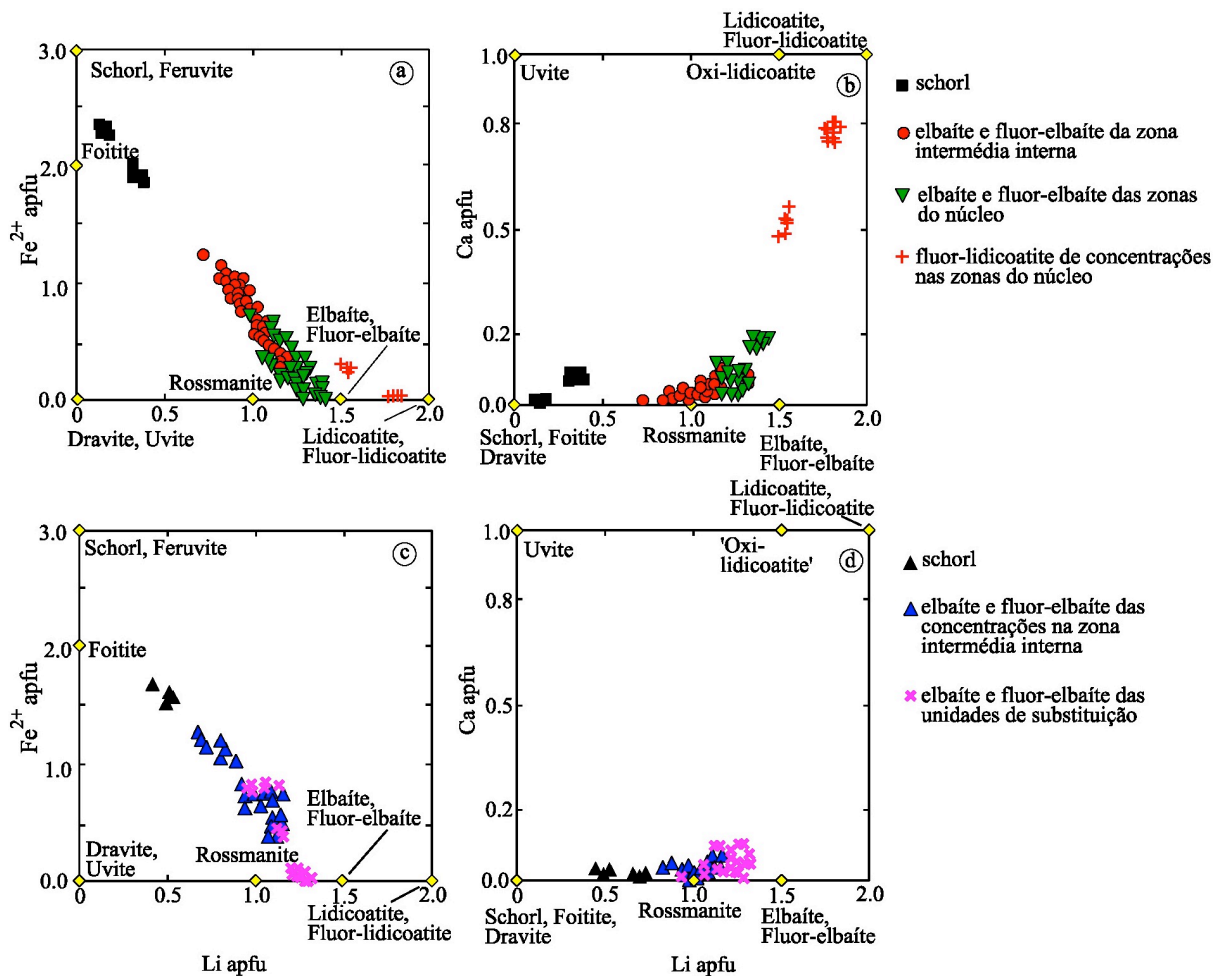 Lidicoatite,
Fluor-lidicoatite
3.0
Schorl, Feruvite
a
Foitite
2.0
Fe2+ apfu
1.0
Elbaíte,
Fluor-elbaíte
Rossmanite
0.0
0.5
1.0
1.5
2.0
Dravite, Uvite
Lidicoatite,
Fluor-lidicoatite
1.0
Uvite
Oxi-lidicoatite
b
0.8
Ca apfu
0.5
0.2
0.0
0
0.5
1.0
1.5
2.0
Schorl, Foitite
Dravite
Rossmanite
Elbaíte,
Fluor-elbaíte
schorl
elbaíte e fluor-elbaíte da zona
intermédia interna
elbaíte e fluor-elbaíte das zonas
do núcleo
fluor-lidicoatite de concentrações
nas zonas do núcleo
3.0
Schorl, Feruvite
c
2.0
Foitite
Fe2+ apfu
1.0
Elbaíte,
Fluor-elbaíte
Dravite,
Uvite
Rossmanite
0.0
0
0.5
1.0
1.5
2.0
Lidicoatite,
Fluor-lidicoatite
Li apfu
Lidicoatite,
Fluor-lidicoatite
1.0
Uvite
'Oxi-
lidicoatite'
d
0.8
Ca apfu
0.5
0.2
0.0
0
0.5
1.0
1.5
2.0
Schorl, Foitite,
Dravite
Rossmanite
Elbaíte,
Fluor-elbaíte
Li apfu
schorl
elbaíte e fluor-elbaíte das
concentrações na zona
intermédia interna
elbaíte e fluor-elbaíte das
unidades de substituição